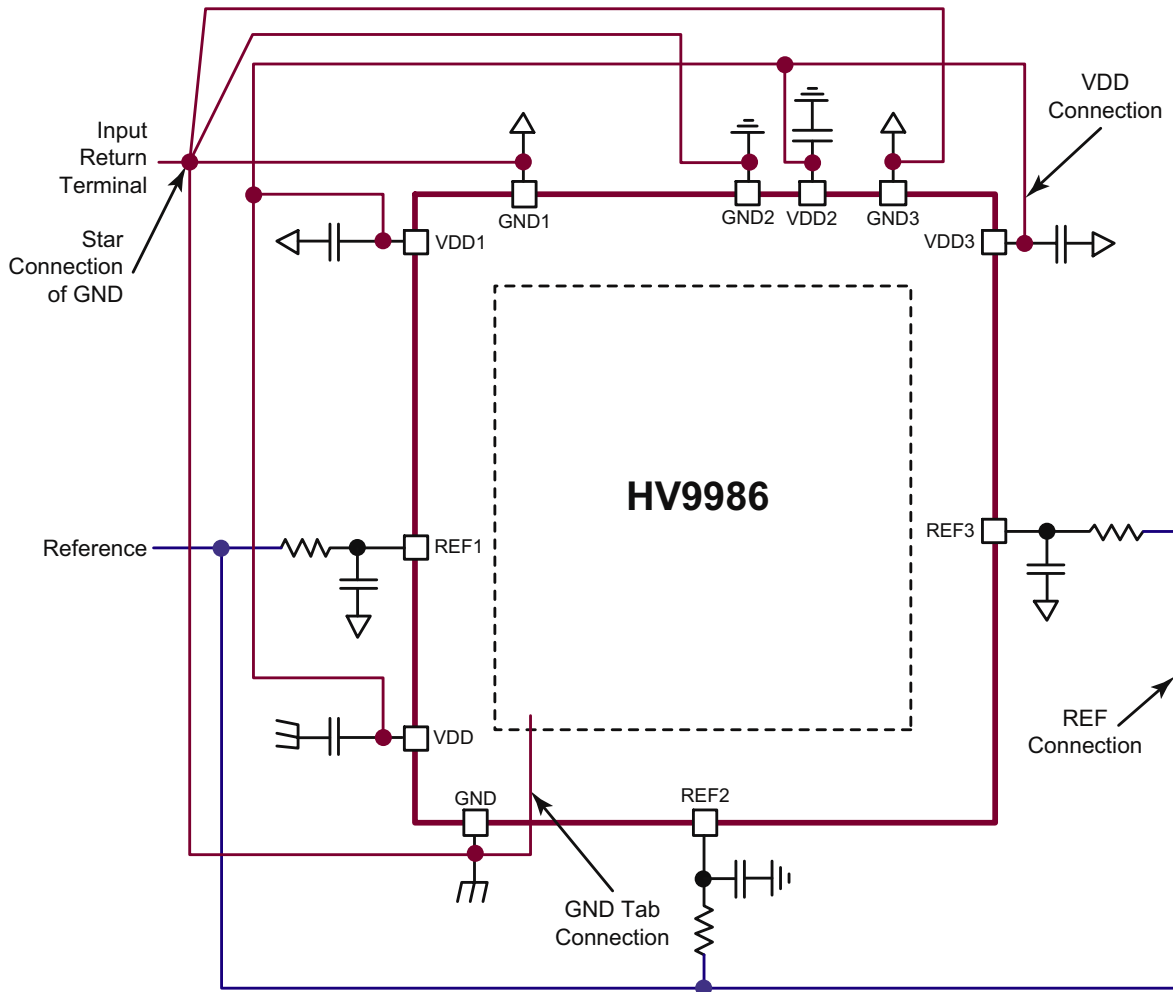 VDD
Connection
Input
Return
Terminal
GND1
GND2
VDD2
GND3
VDD1
VDD3
Star
Connection
of GND
HV9986
Reference
REF1
REF3
VDD
REF
Connection
GND
REF2
GND Tab
Connection